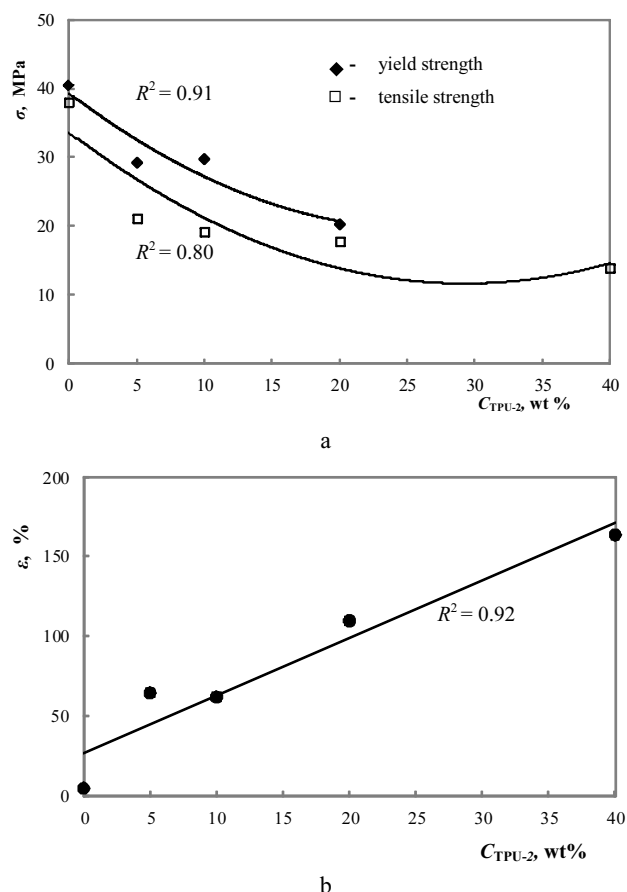 50
40
30
20
10
0
σ, MPa
- yield strength
- tensile strength
R² = 0.91
R² = 0.80
0 5 10 15 20 25 30 35 40
C_TPU-2, wt %
a
200
150
100
50
0
ε, %
R² = 0.92
0 5 10 15 20 25 30 35 40
C_TPU-2, wt%
b